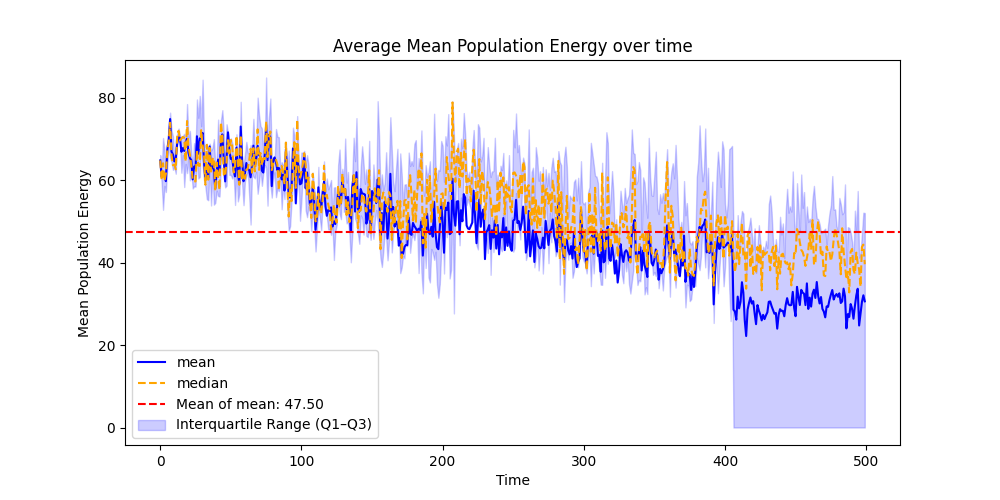 Average Mean Population Energy over time
Mean Population Energy
80
60
40
20
0
mean
median
Mean of mean: 47.50
Interquartile Range (Q1–Q3)
0
100
200
300
400
500
Time